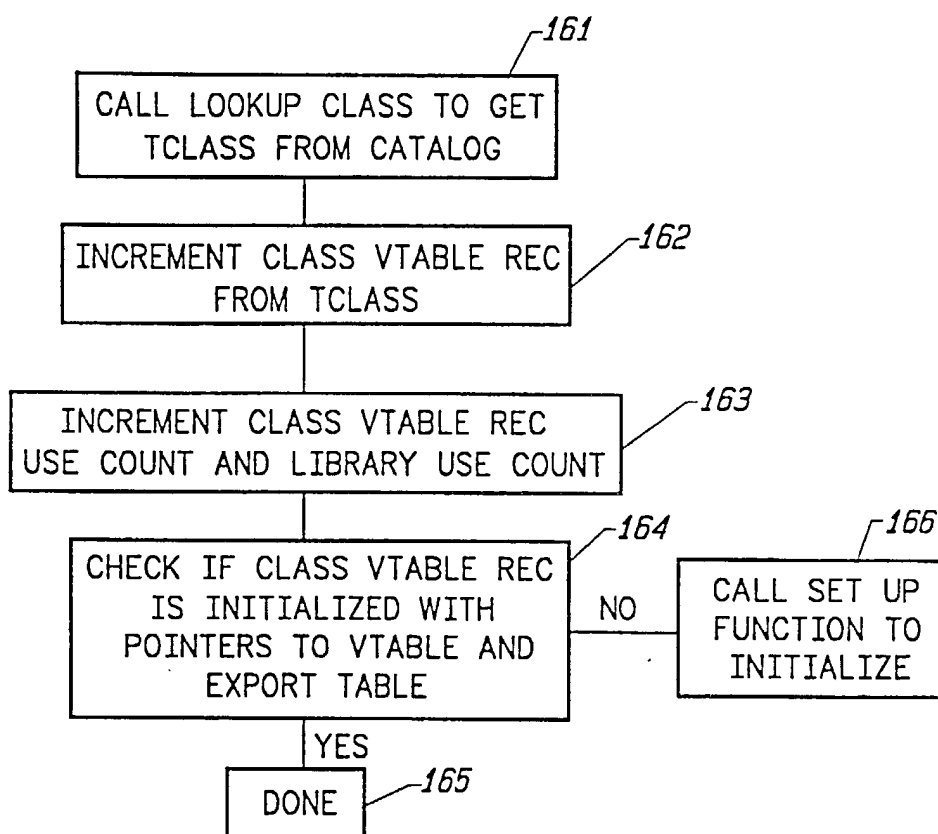 161
CALL LOOKUP CLASS TO GET
TCLASS FROM CATALOG
162
INCREMENT CLASS VTABLE REC
FROM TCLASS
163
INCREMENT CLASS VTABLE REC
USE COUNT AND LIBRARY USE COUNT
164
CHECK IF CLASS VTABLE REC
IS INITIALIZED WITH
POINTERS TO VTABLE AND
EXPORT TABLE
NO
166
CALL SET UP
FUNCTION TO
INITIALIZE
YES
165
DONE